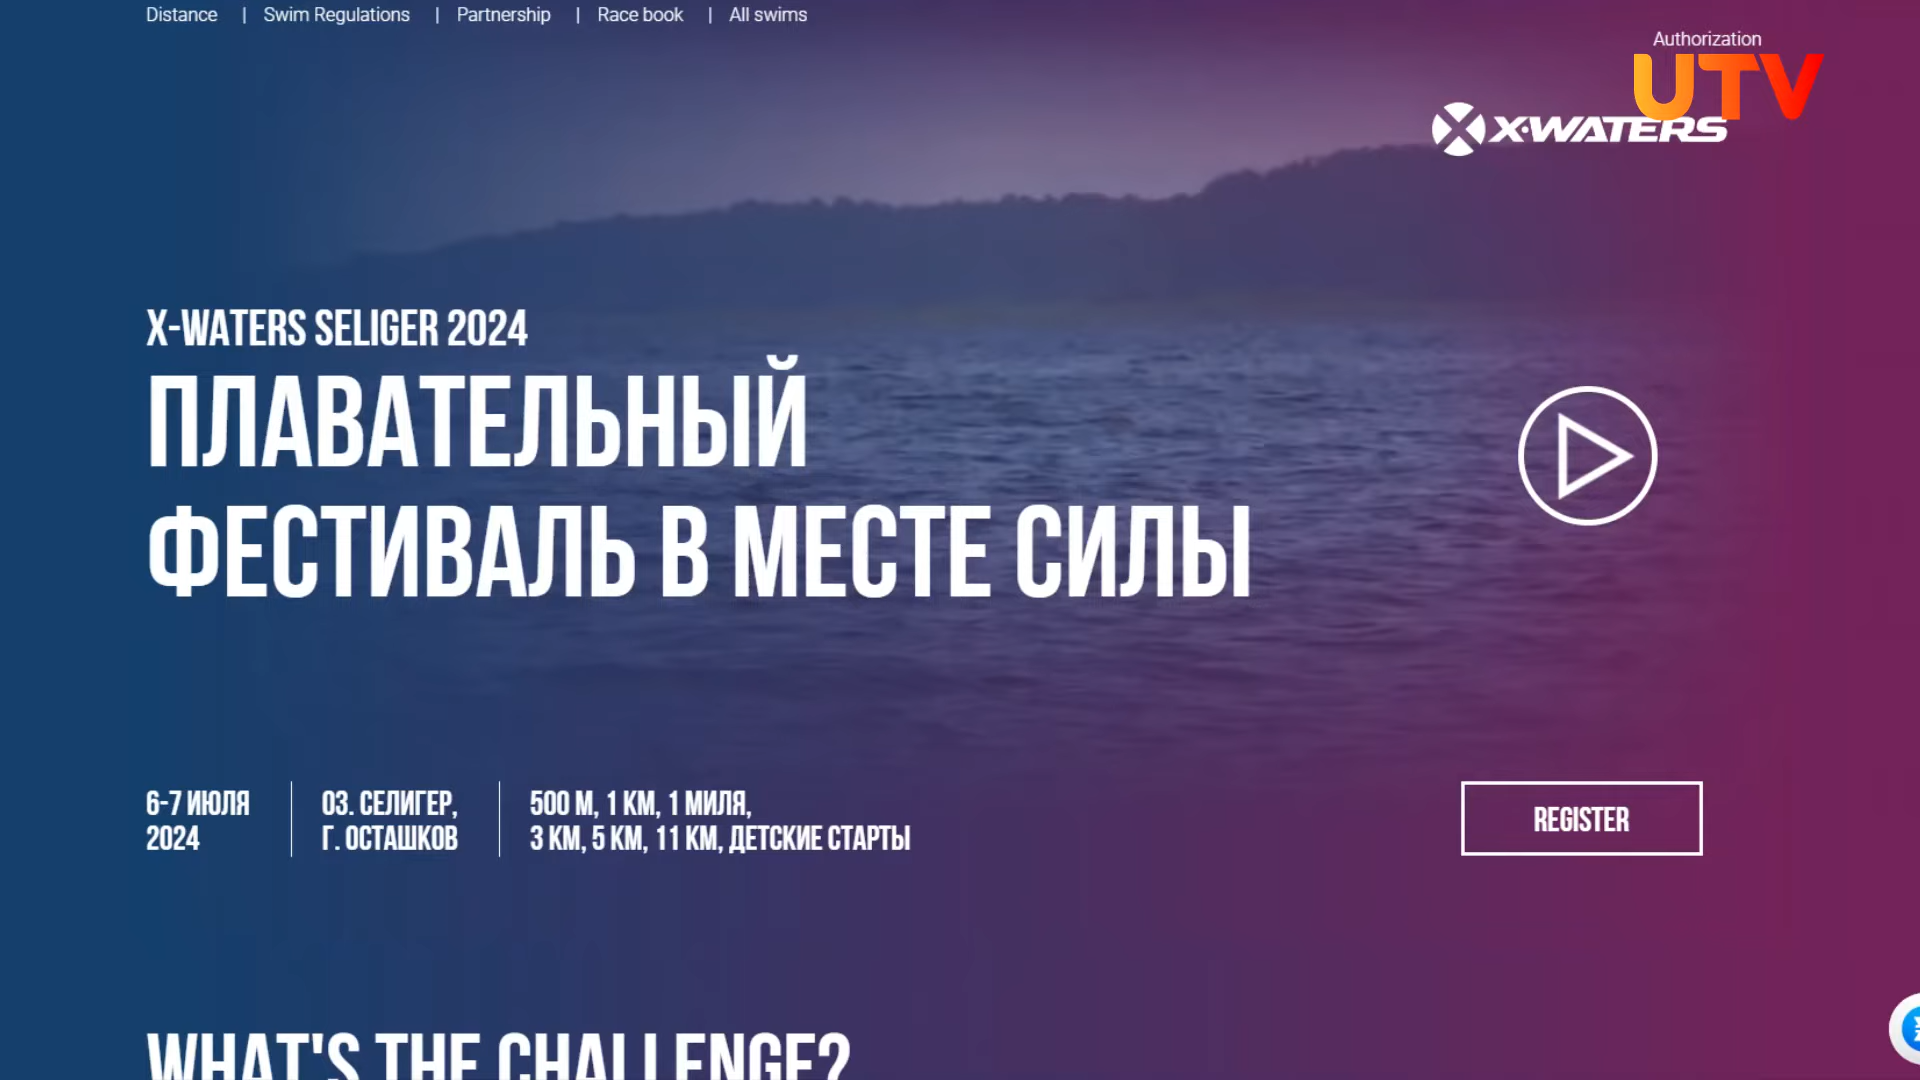 Distance | Swim Regulations | Partnership | Race book | All swims
Authorization
UTV
X-WATERS
X-WATERS SELIGER 2024
ПЛАВАТЕЛЬНЫЙ
ФЕСТИВАЛЬ В МЕСТЕ СИЛЫ
6-7 ИЮЛЯ
2024
ОЗ. СЕЛИГЕР,
Г. ОСТАШКОВ
500 М, 1 КМ, 1 МИЛЯ,
3 КМ, 5 КМ, 11 КМ, ДЕТСКИЕ СТАРТЫ
REGISTER
WHAT'S THE CHALLENGE?